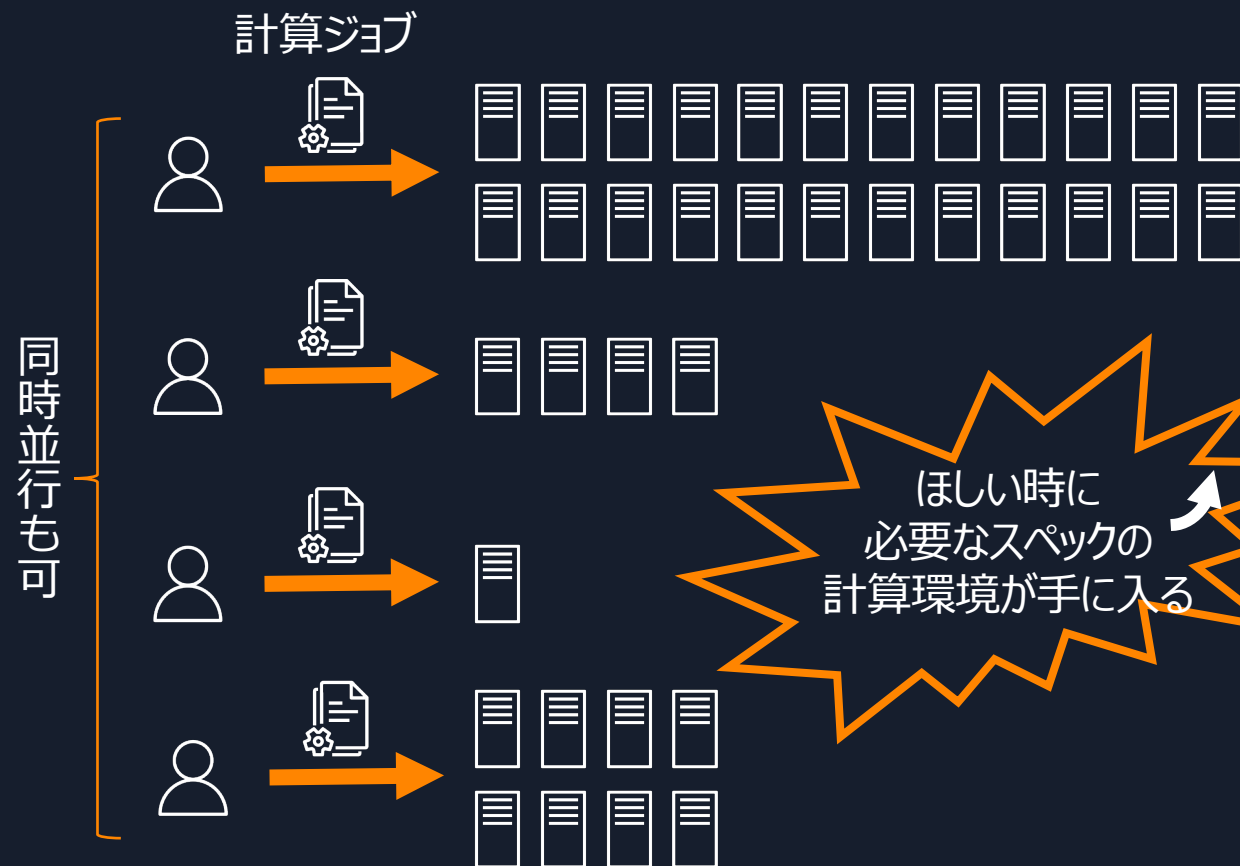 計算ジョブ
同時並行も可
ほしい時に
必要なスペックの
計算環境が手に入る